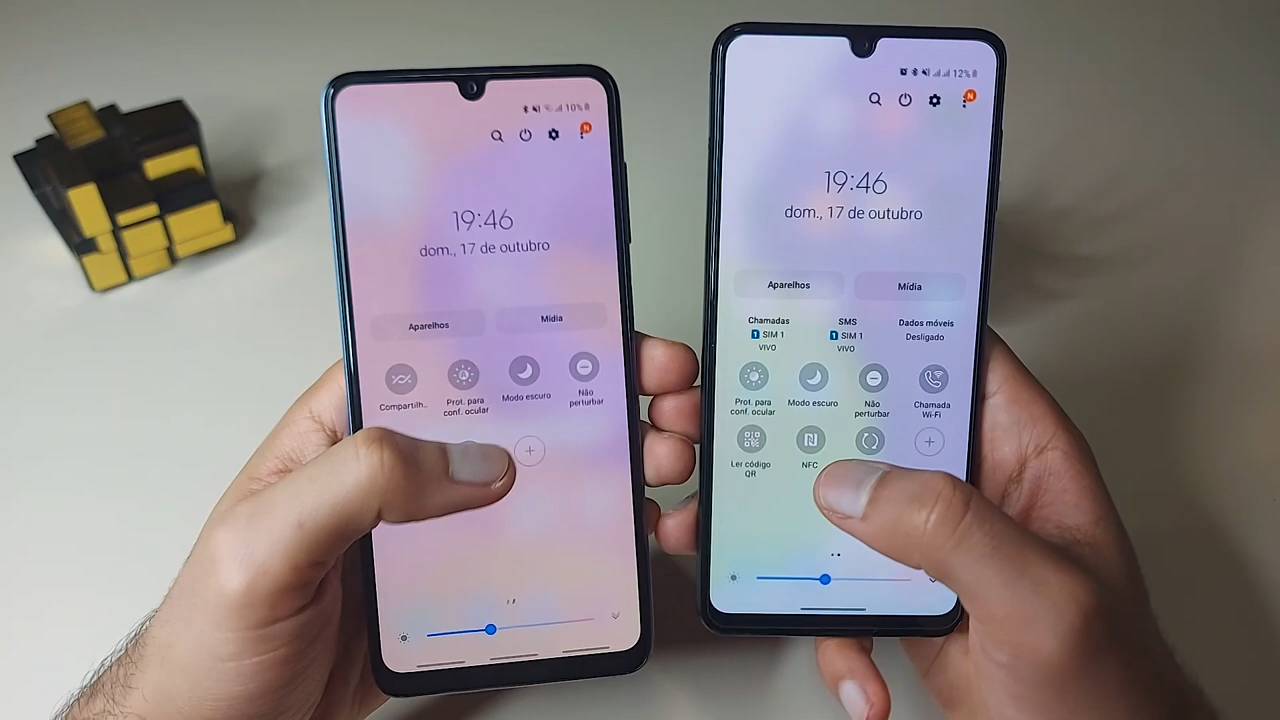 10%
N
19:46
dom., 17 de outubro
Aparelhos
Mídia
Compartilh..
Prot. para
conf. ocular
Modo escuro
Não
perturbar
12%
N
19:46
dom., 17 de outubro
Aparelhos
Mídia
Chamadas
1 SIM 1
VIVO
SMS
1 SIM 1
VIVO
Dados móveis
Desligado
Prot. para
conf. ocular
Modo escuro
Não
perturbar
Chamada
Wi-Fi
Ler código
QR
NFC